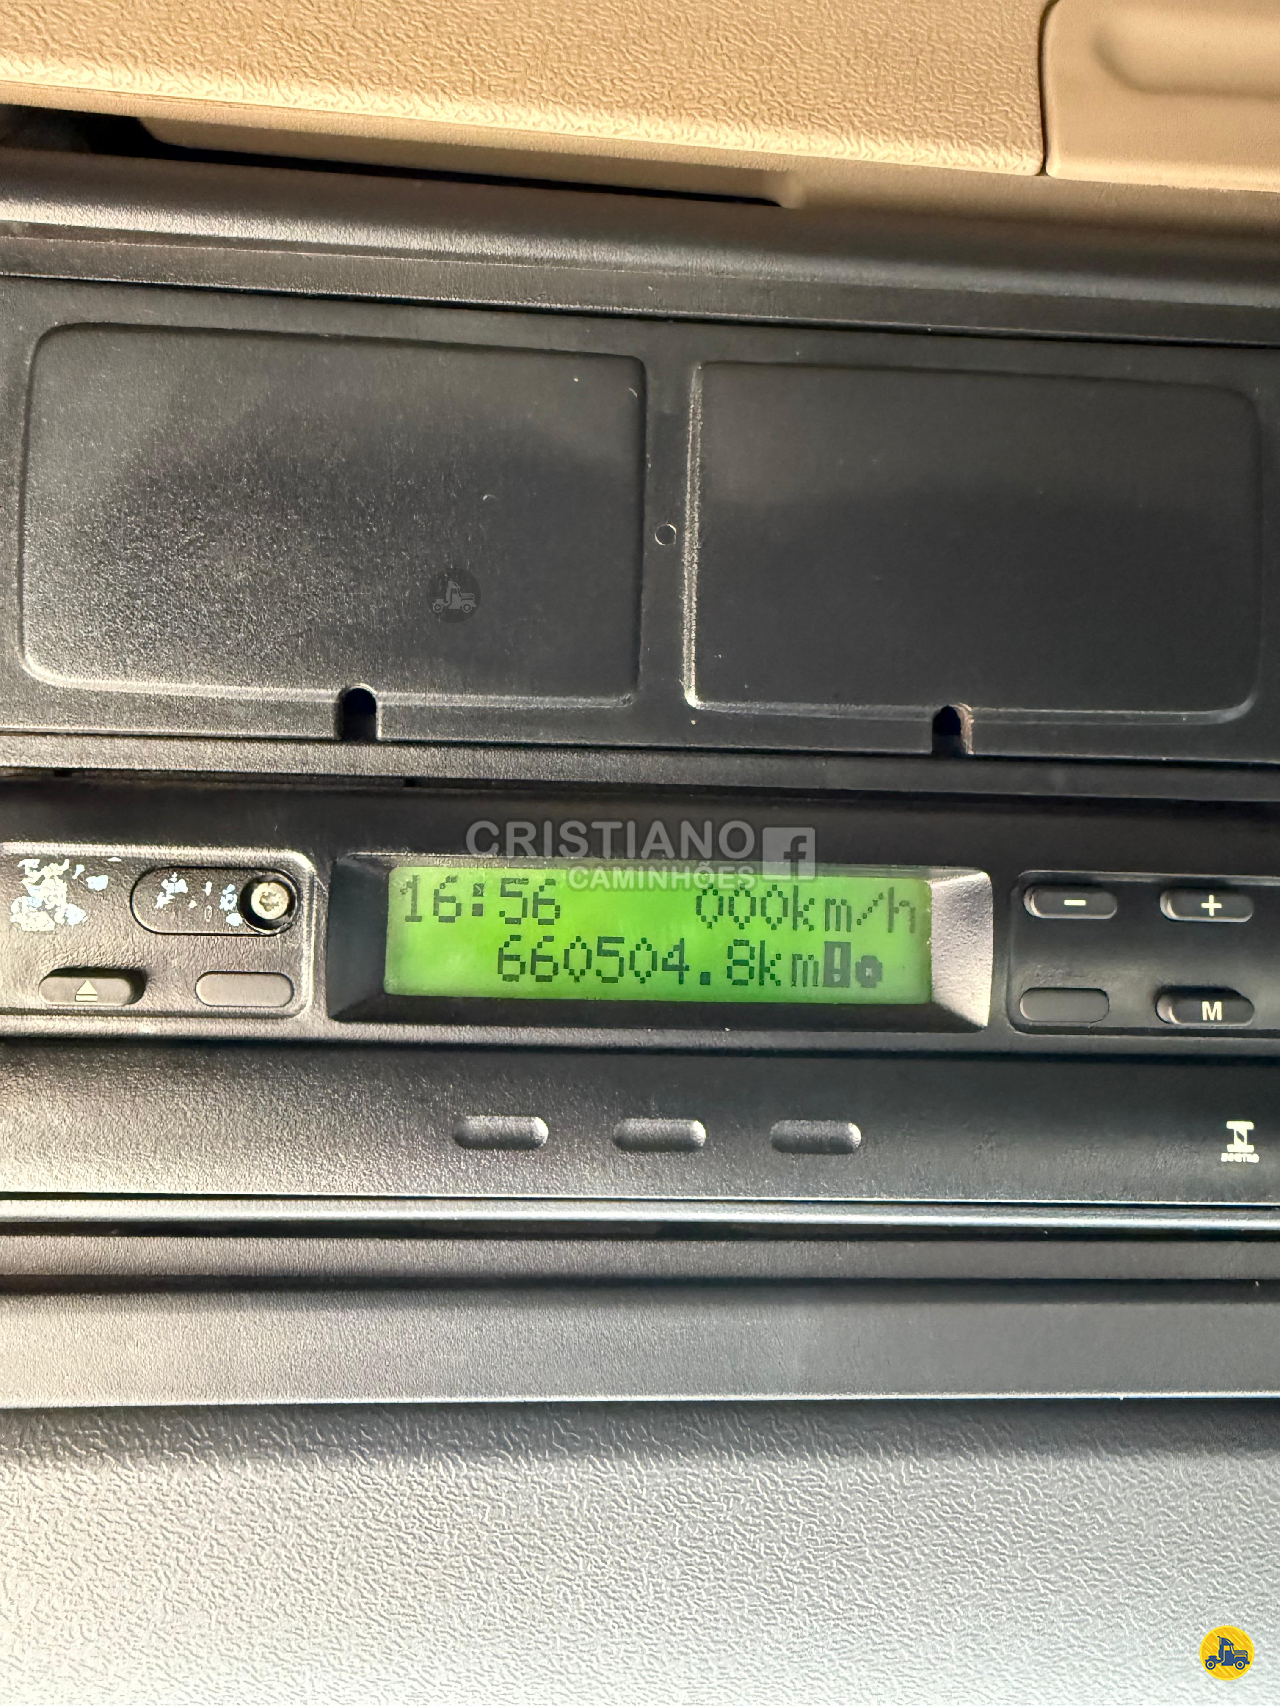 CRISTIANO
CAMINHÕES
16:56 000km/h
660504.8km
- +
M